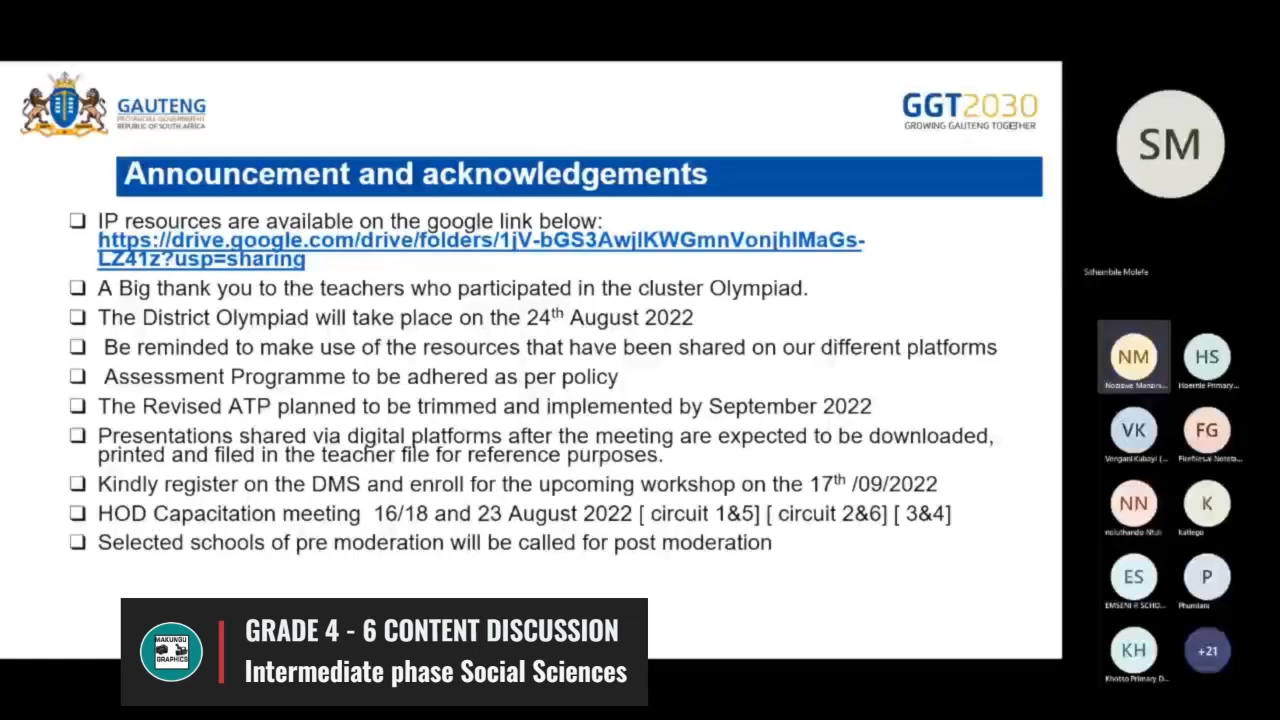 GAUTENG
PROVINCIAL GOVERNMENT
REPUBLIC OF SOUTH AFRICA
GGT2030
GROWING GAUTENG TOGETHER
Announcement and acknowledgements
❑ IP resources are available on the google link below:
https://drive.google.com/drive/folders/1jV-bGS3AwjlKWGmnVonjhlMaGs-
LZ41z?usp=sharing
❑ A Big thank you to the teachers who participated in the cluster Olympiad.
❑ The District Olympiad will take place on the 24th August 2022
❑ Be reminded to make use of the resources that have been shared on our different platforms
❑ Assessment Programme to be adhered as per policy
❑ The Revised ATP planned to be trimmed and implemented by September 2022
❑ Presentations shared via digital platforms after the meeting are expected to be downloaded,
printed and filed in the teacher file for reference purposes.
❑ Kindly register on the DMS and enroll for the upcoming workshop on the 17th /09/2022
❑ HOD Capacitation meeting 16/18 and 23 August 2022 [ circuit 1&5] [ circuit 2&6] [ 3&4]
❑ Selected schools of pre moderation will be called for post moderation
MAKUNGU
GRAPHICS
GRADE 4 - 6 CONTENT DISCUSSION
Intermediate phase Social Sciences
SM
Sithembile Molefe
NM
HS
Hoernle Primary...
VK
Vengani Kubayi (...
FG
NN
noluthando Ntuli
K
katlego
ES
EMSENI @ SCHO...
P
Phumlani
KH
Khotso Primary D...
+21